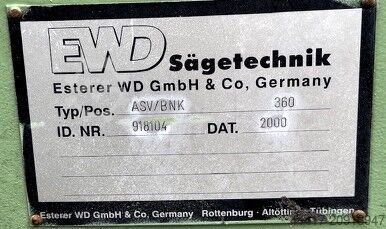 EWD Sägetechnik
Esterer WD GmbH & Co, Germany
Typ/Pos. ASV/BNK 360
ID. NR. 918104 DAT. 2000
Esterer WD GmbH & Co, Germany Rottenburg - Altötting - Tübingen